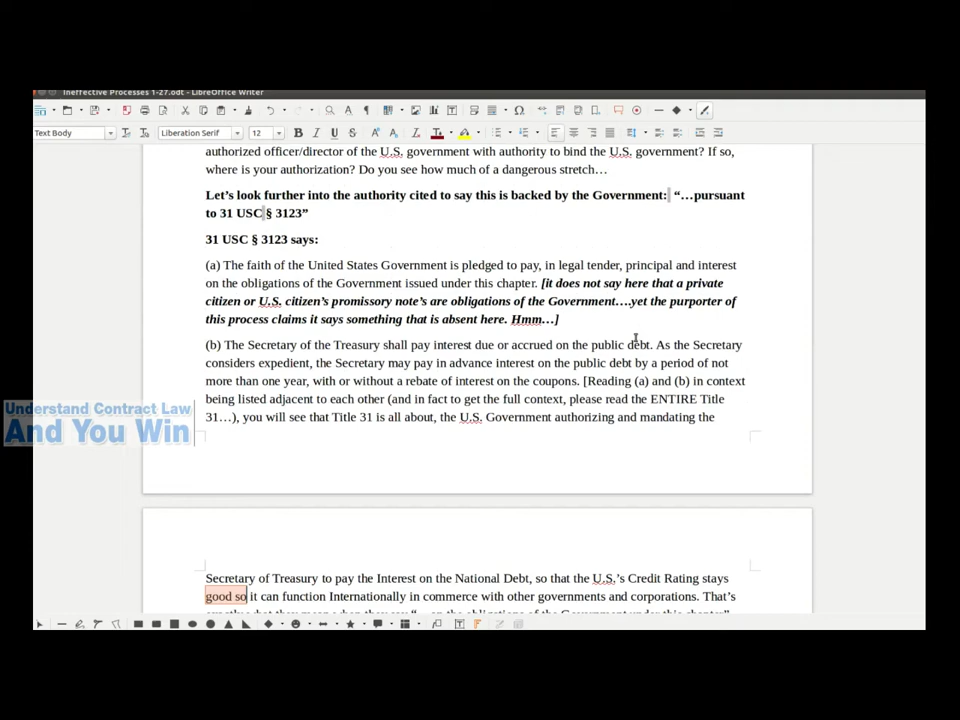 Ineffective Processes 1-27.odt - LibreOffice Writer
Text Body Liberation Serif 12
authorized officer/director of the U.S. government with authority to bind the U.S. government? If so,
where is your authorization? Do you see how much of a dangerous stretch…
Let’s look further into the authority cited to say this is backed by the Government: “…pursuant
to 31 USC § 3123”
31 USC § 3123 says:
(a) The faith of the United States Government is pledged to pay, in legal tender, principal and interest
on the obligations of the Government issued under this chapter. [it does not say here that a private
citizen or U.S. citizen’s promissory note’s are obligations of the Government….yet the purporter of
this process claims it says something that is absent here. Hmm…]
(b) The Secretary of the Treasury shall pay interest due or accrued on the public debt. As the Secretary
considers expedient, the Secretary may pay in advance interest on the public debt by a period of not
more than one year, with or without a rebate of interest on the coupons. [Reading (a) and (b) in context
being listed adjacent to each other (and in fact to get the full context, please read the ENTIRE Title
31…), you will see that Title 31 is all about, the U.S. Government authorizing and mandating the
Understand Contract Law
And You Win
Secretary of Treasury to pay the Interest on the National Debt, so that the U.S.’s Credit Rating stays
good so it can function Internationally in commerce with other governments and corporations. That’s